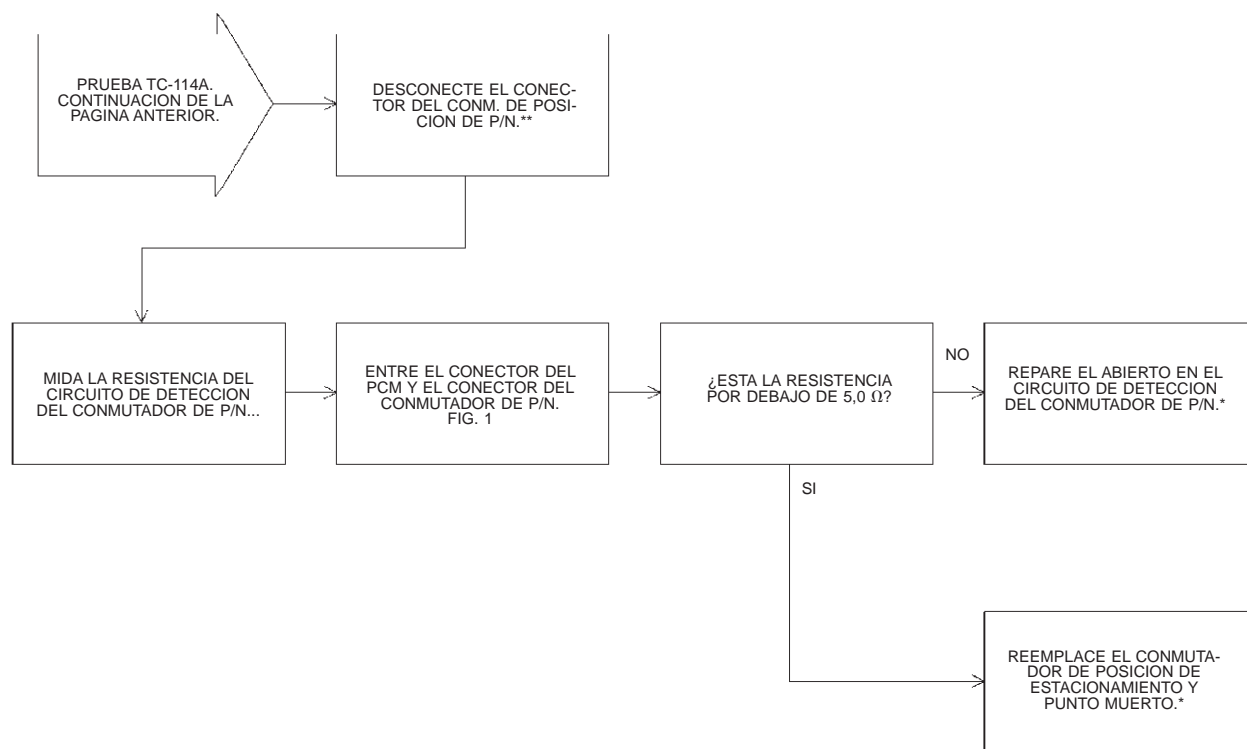 PRUEBA TC-114A.
CONTINUACION DE LA
PAGINA ANTERIOR.
DESCONECTE EL CONEC-
TOR DEL CONM. DE POSI-
CION DE P/N.**
MIDA LA RESISTENCIA DEL
CIRCUITO DE DETECCION
DEL CONMUTADOR DE P/N...
ENTRE EL CONECTOR DEL
PCM Y EL CONECTOR DEL
CONMUTADOR DE P/N.
FIG. 1
¿ESTA LA RESISTENCIA
POR DEBAJO DE 5,0 Ω?
NO
REPARE EL ABIERTO EN EL
CIRCUITO DE DETECCION
DEL CONMUTADOR DE P/N.*
SI
REEMPLACE EL CONMUTA-
DOR DE POSICION DE
ESTACIONAMIENTO Y
PUNTO MUERTO.*